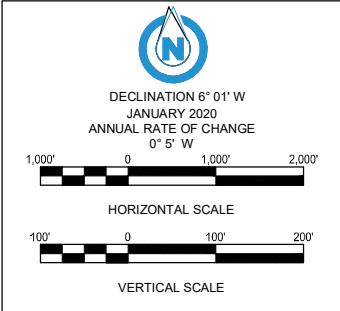 N
DECLINATION 6° 01' W
JANUARY 2020
ANNUAL RATE OF CHANGE
0° 5' W
1,000' 0 1,000' 2,000'
HORIZONTAL SCALE
100' 0 100' 200'
VERTICAL SCALE